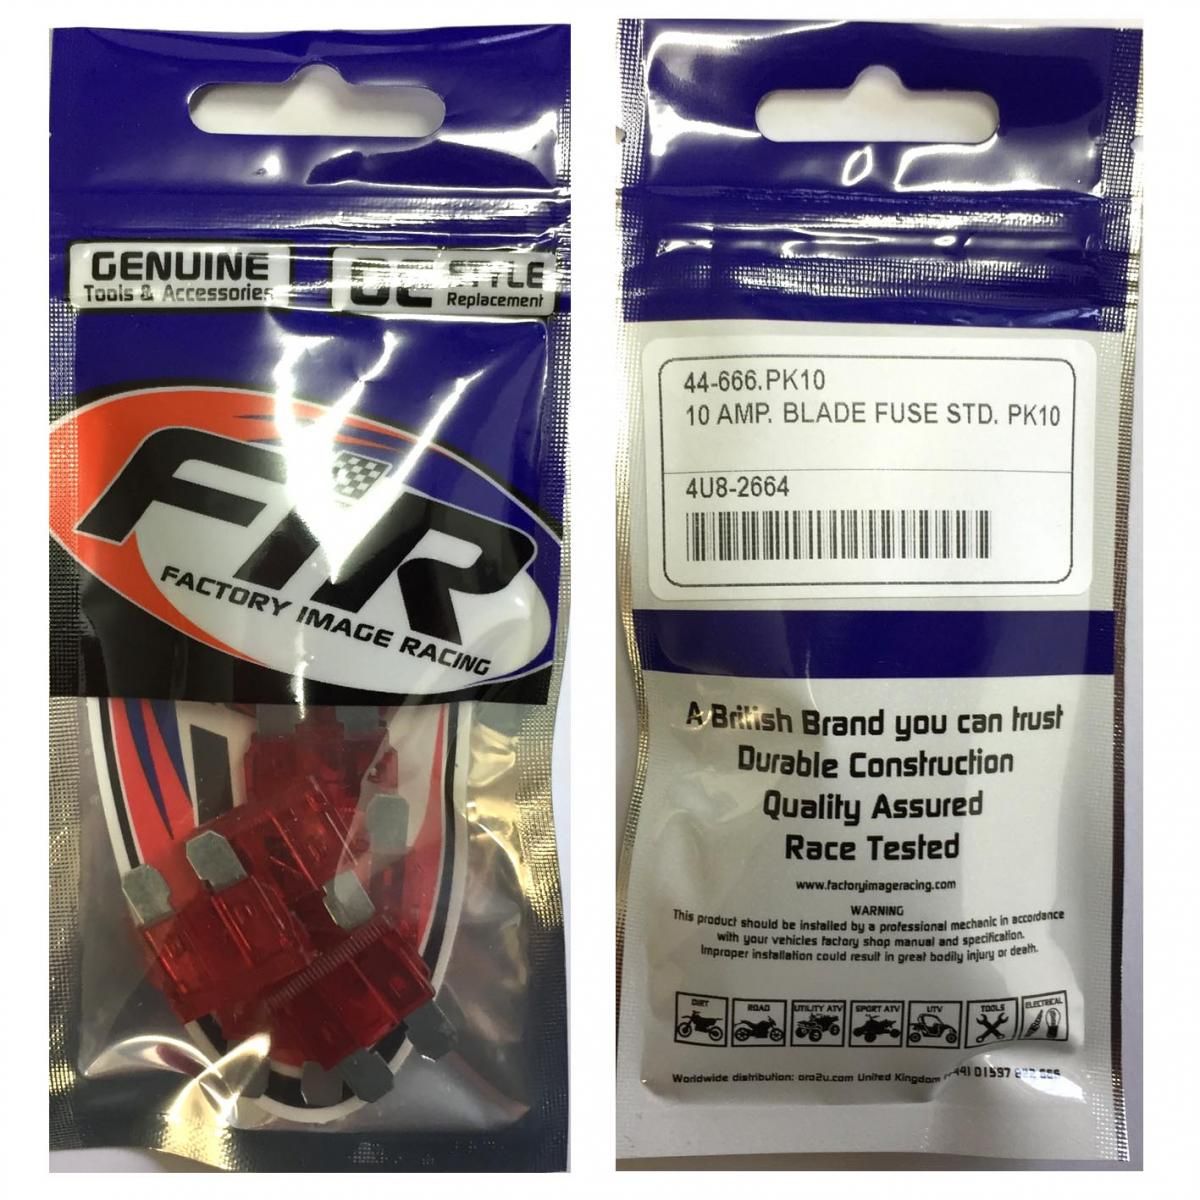 GENUINE
Tools & Accessories
OE STYLE
Replacement
FIR
FACTORY IMAGE RACING
44-666.PK10
10 AMP. BLADE FUSE STD. PK10
4U8-2664
A British Brand you can trust
Durable Construction
Quality Assured
Race Tested
www.factoryimageracing.com
WARNING
This product should be installed by a professional mechanic in accordance
with your vehicles factory shop manual and specification.
Improper installation could result in great bodily injury or death.
DIRT ROAD UTILITY ATV SPORT ATV UTV TOOLS ELECTRICAL
Worldwide distribution: ora2u.com United Kingdom 01597